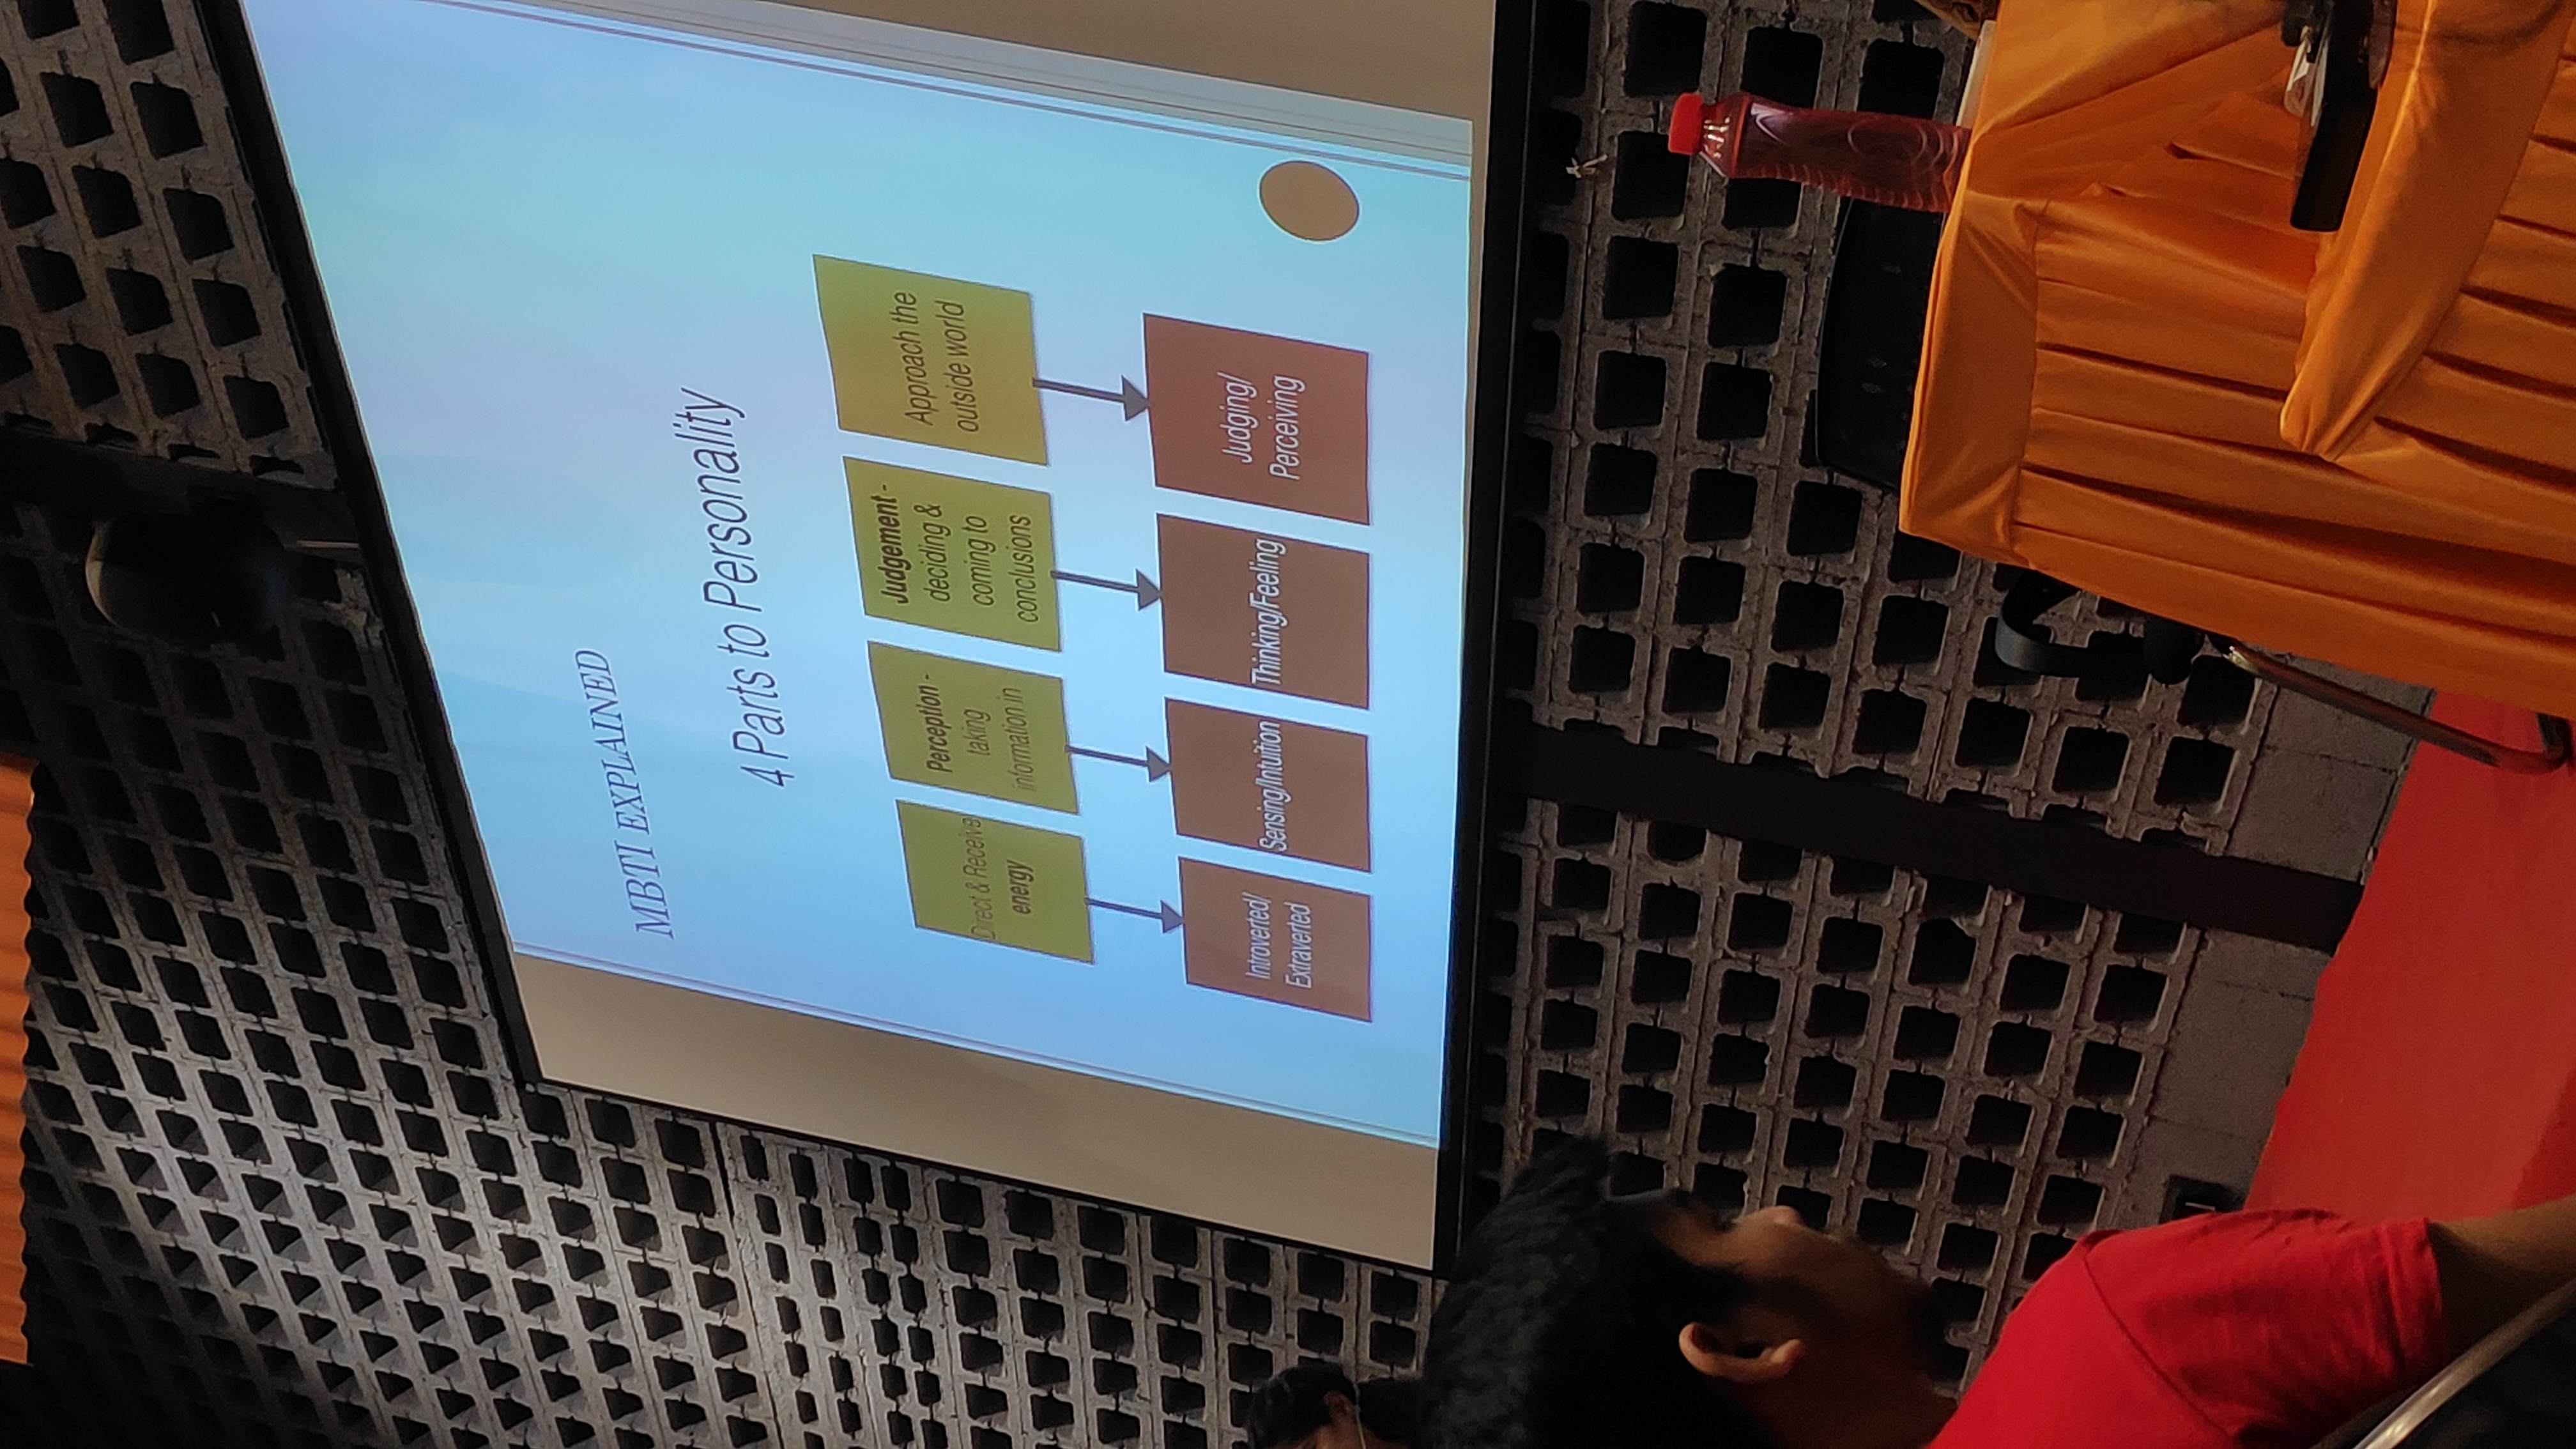 MBTI EXPLAINED
4 Parts to Personality
Direct & Receive
energy
Perception -
taking
information in
Judgement -
deciding &
coming to
conclusions
Approach the
outside world
Introverted/
Extraverted
Sensing/Intuition
Thinking/Feeling
Judging/
Perceiving